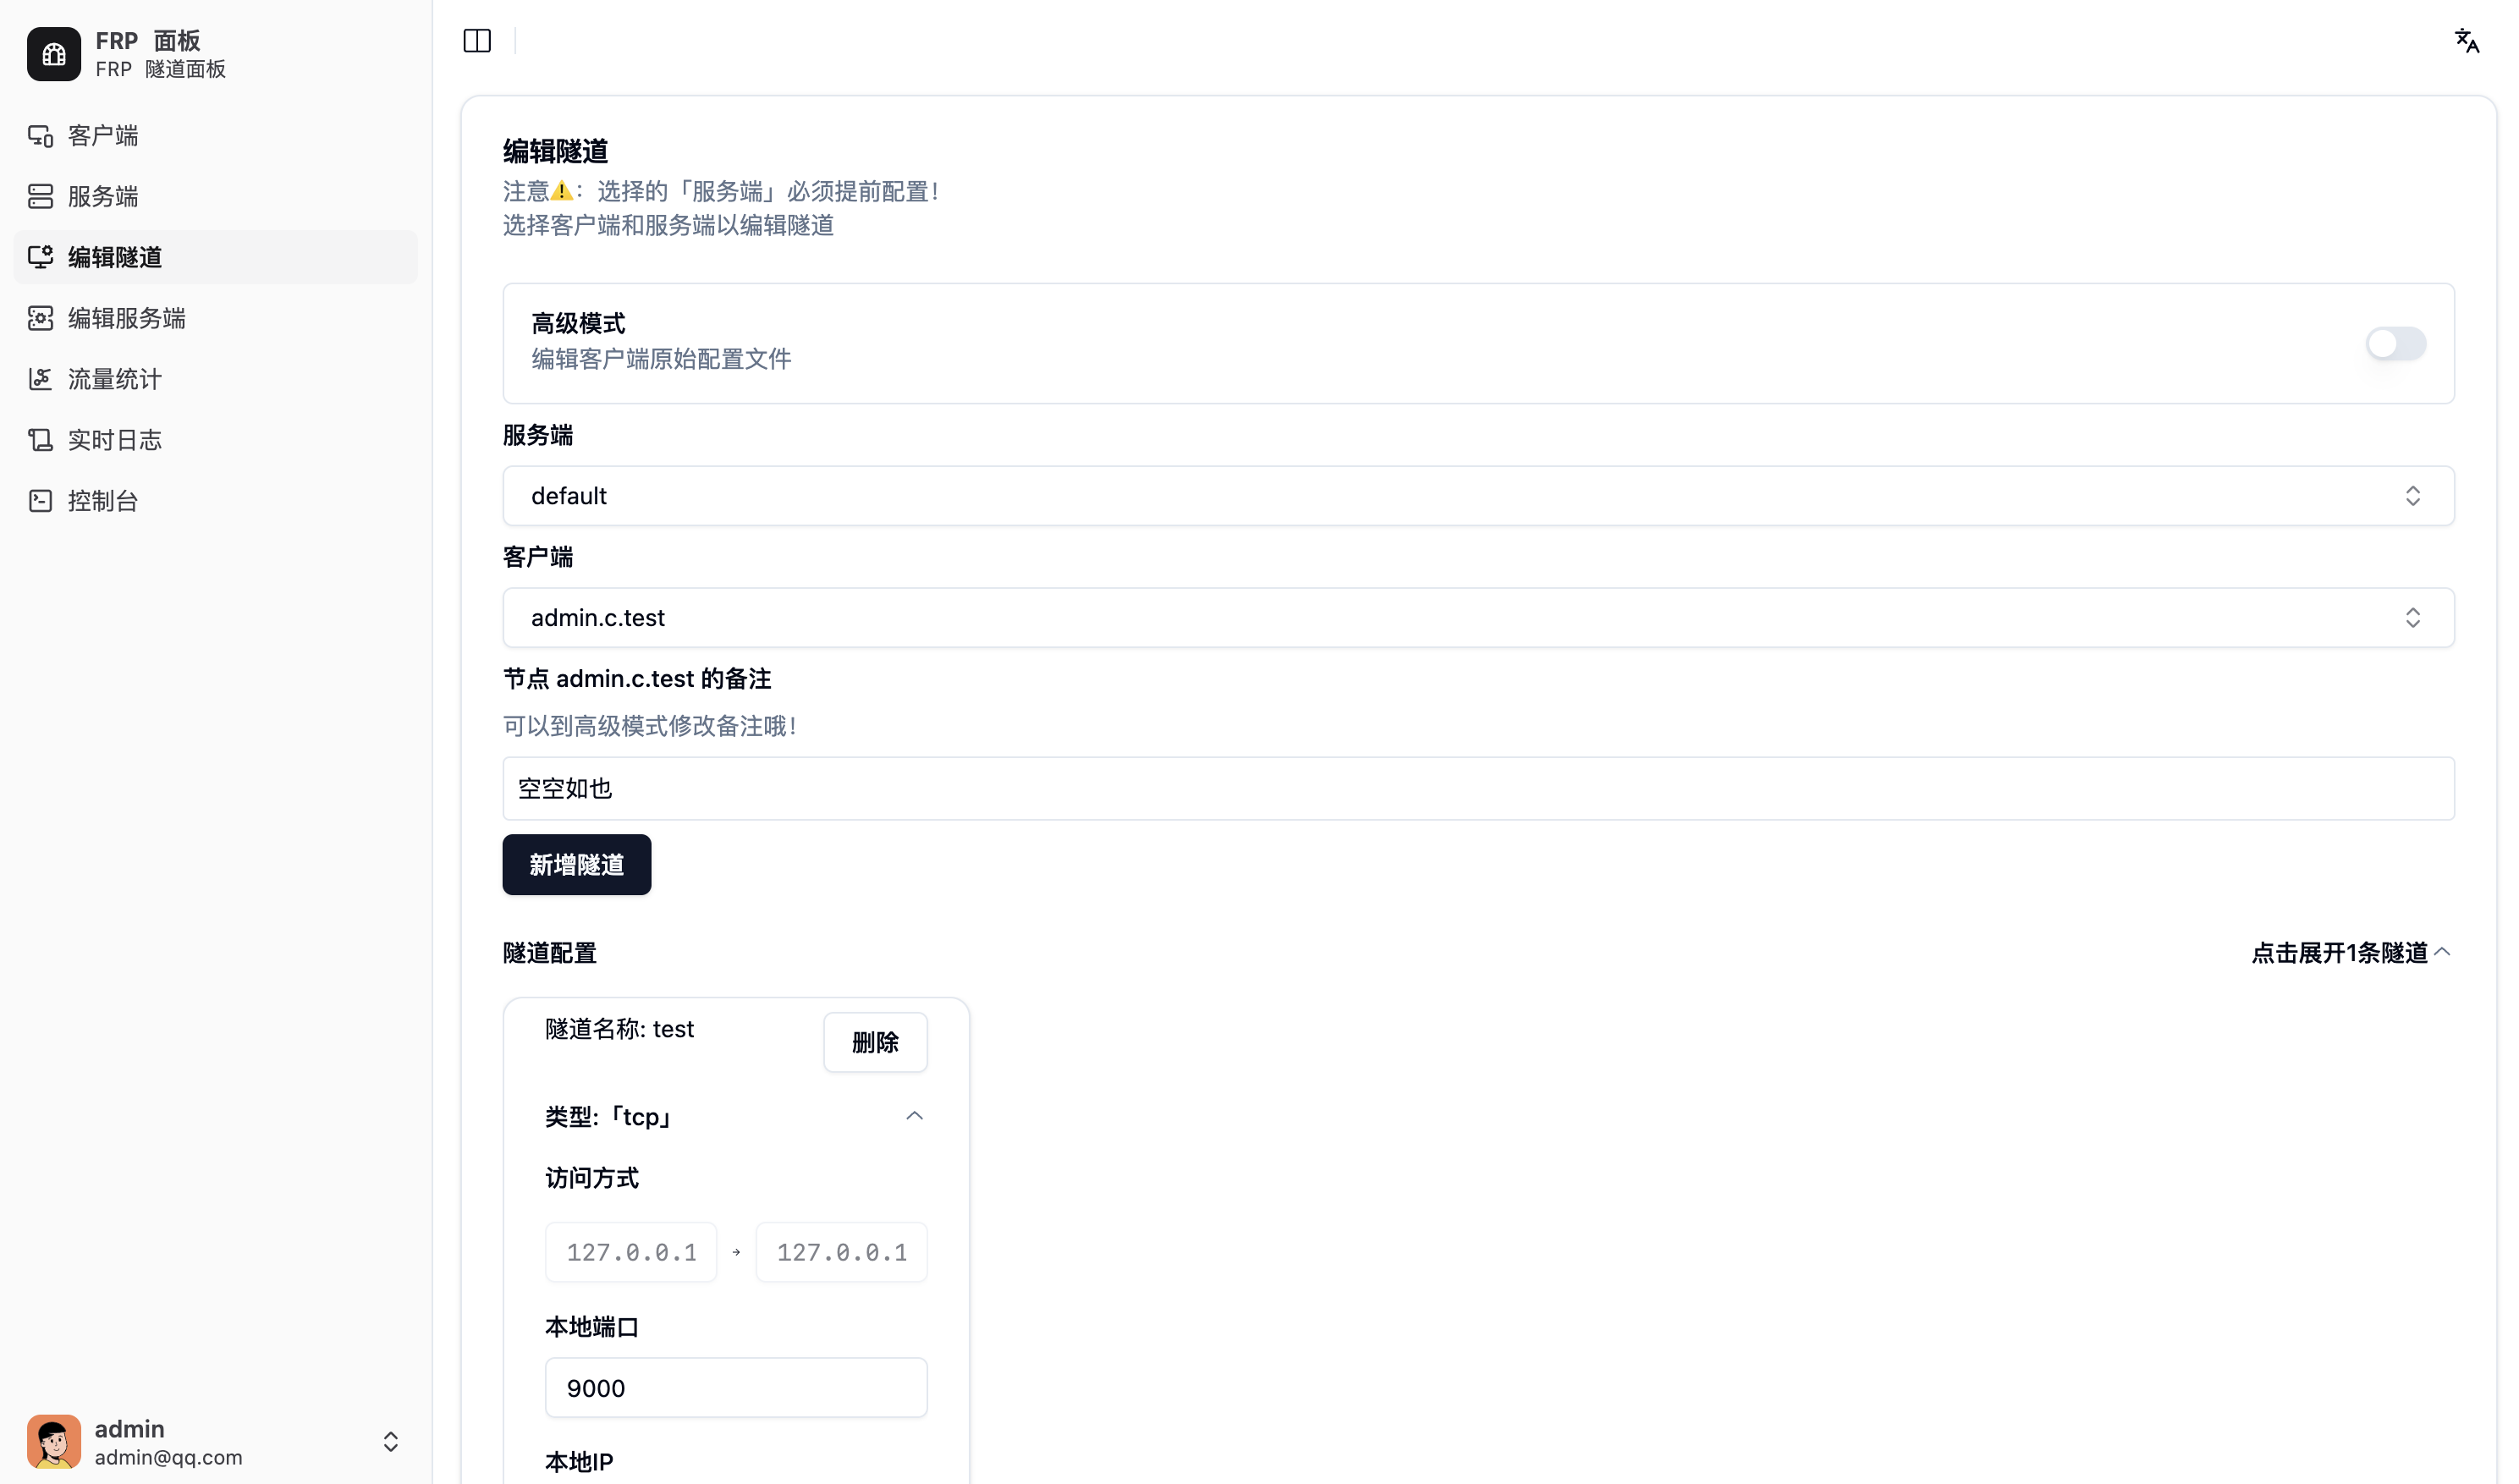 FRP 面板
FRP 隧道面板
客户端
服务端
编辑隧道
编辑服务端
流量统计
实时日志
控制台
admin
admin@qq.com
编辑隧道
注意⚠️：选择的「服务端」必须提前配置！
选择客户端和服务端以编辑隧道
高级模式
编辑客户端原始配置文件
服务端
default
客户端
admin.c.test
节点 admin.c.test 的备注
可以到高级模式修改备注哦！
空空如也
新增隧道
隧道配置
点击展开1条隧道
隧道名称: test
删除
类型:「tcp」
访问方式
127.0.0.1 → 127.0.0.1
本地端口
9000
本地IP